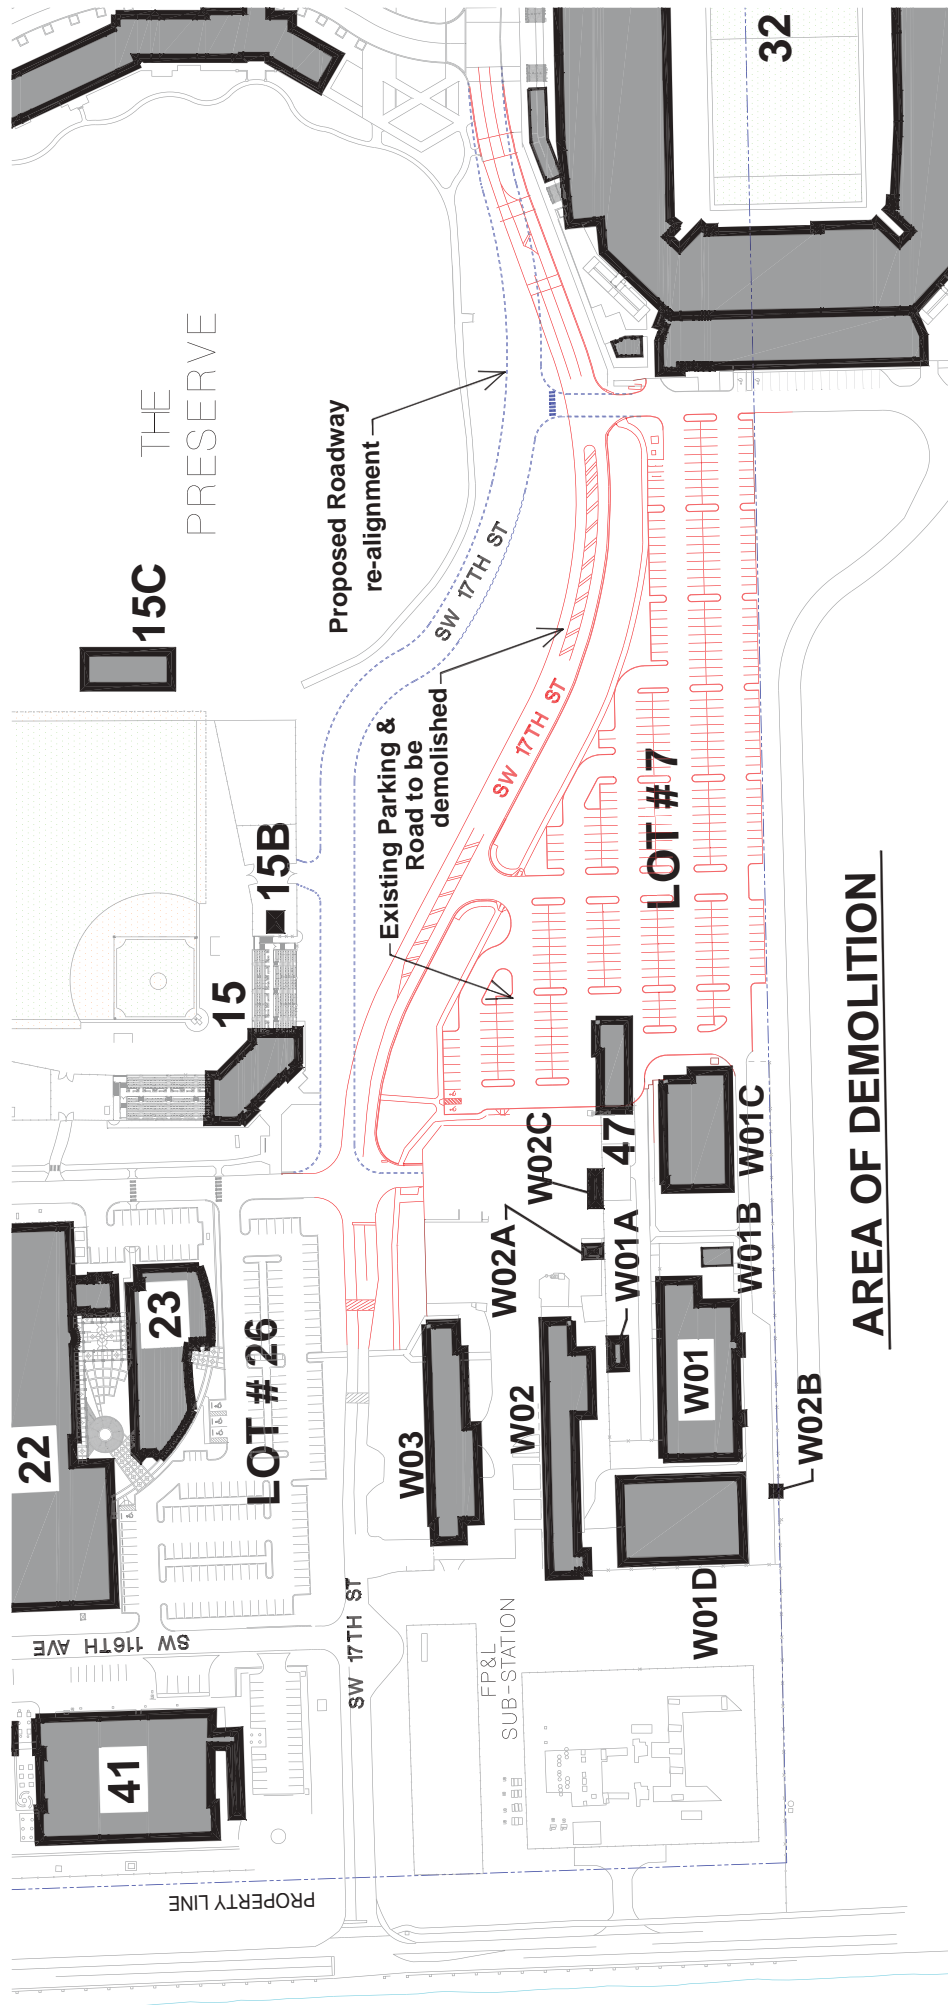 32
THE
PRESERVE
15C
Proposed Roadway
re-alignment
SW 17TH ST
Existing Parking &
Road to be
demolished
SW 17TH ST
LOT # 7
15B
15
47
W02C
W02A
W01A
W01C
W01B
22
23
LOT # 26
W03
W02
W01
W02B
W01D
SW 116TH AVE
SW 17TH ST
FP&L
SUB-STATION
41
PROPERTY LINE
AREA OF DEMOLITION